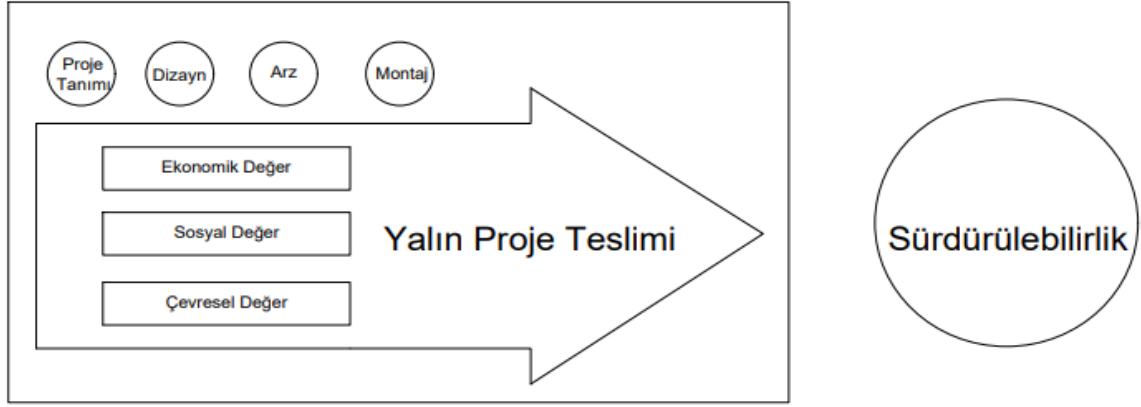 Proje
Tanımı
Dizayn
Arz
Montaj
Ekonomik Değer
Sosyal Değer
Çevresel Değer
Yalın Proje Teslimi
Sürdürülebilirlik